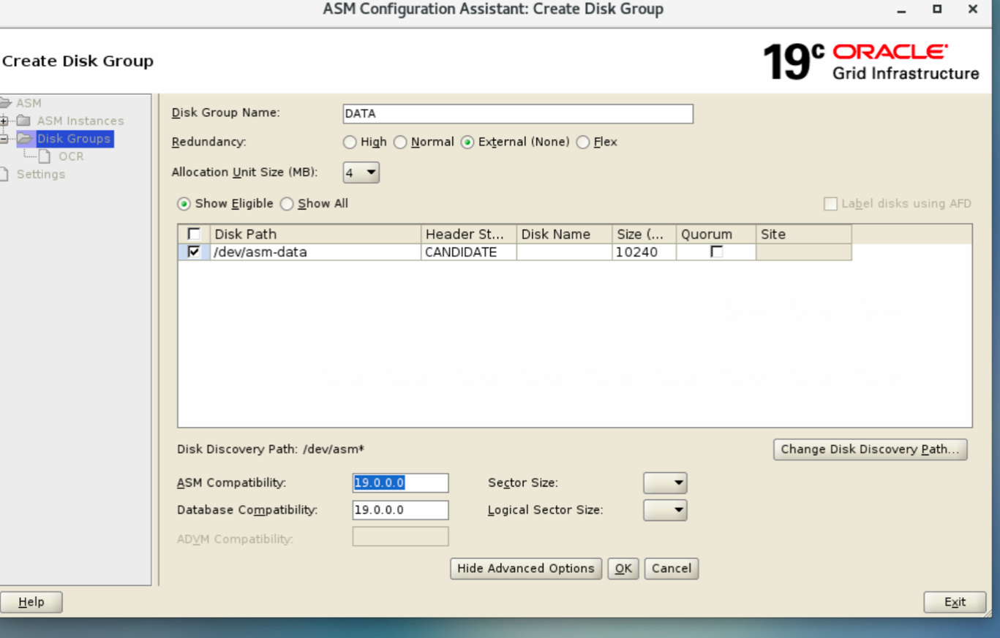 ASM Configuration Assistant: Create Disk Group
Create Disk Group
19c ORACLE
Grid Infrastructure
ASM
ASM Instances
Disk Groups
OCR
Settings
Disk Group Name: DATA
Redundancy: High Normal External (None) Flex
Allocation Unit Size (MB): 4
Show Eligible Show All Label disks using AFD
Disk Path Header St... Disk Name Size (... Quorum Site
/dev/asm-data CANDIDATE 10240
Disk Discovery Path: /dev/asm* Change Disk Discovery Path...
ASM Compatibility: 19.0.0.0 Sector Size:
Database Compatibility: 19.0.0.0 Logical Sector Size:
ADVM Compatibility:
Hide Advanced Options OK Cancel
Help Exit